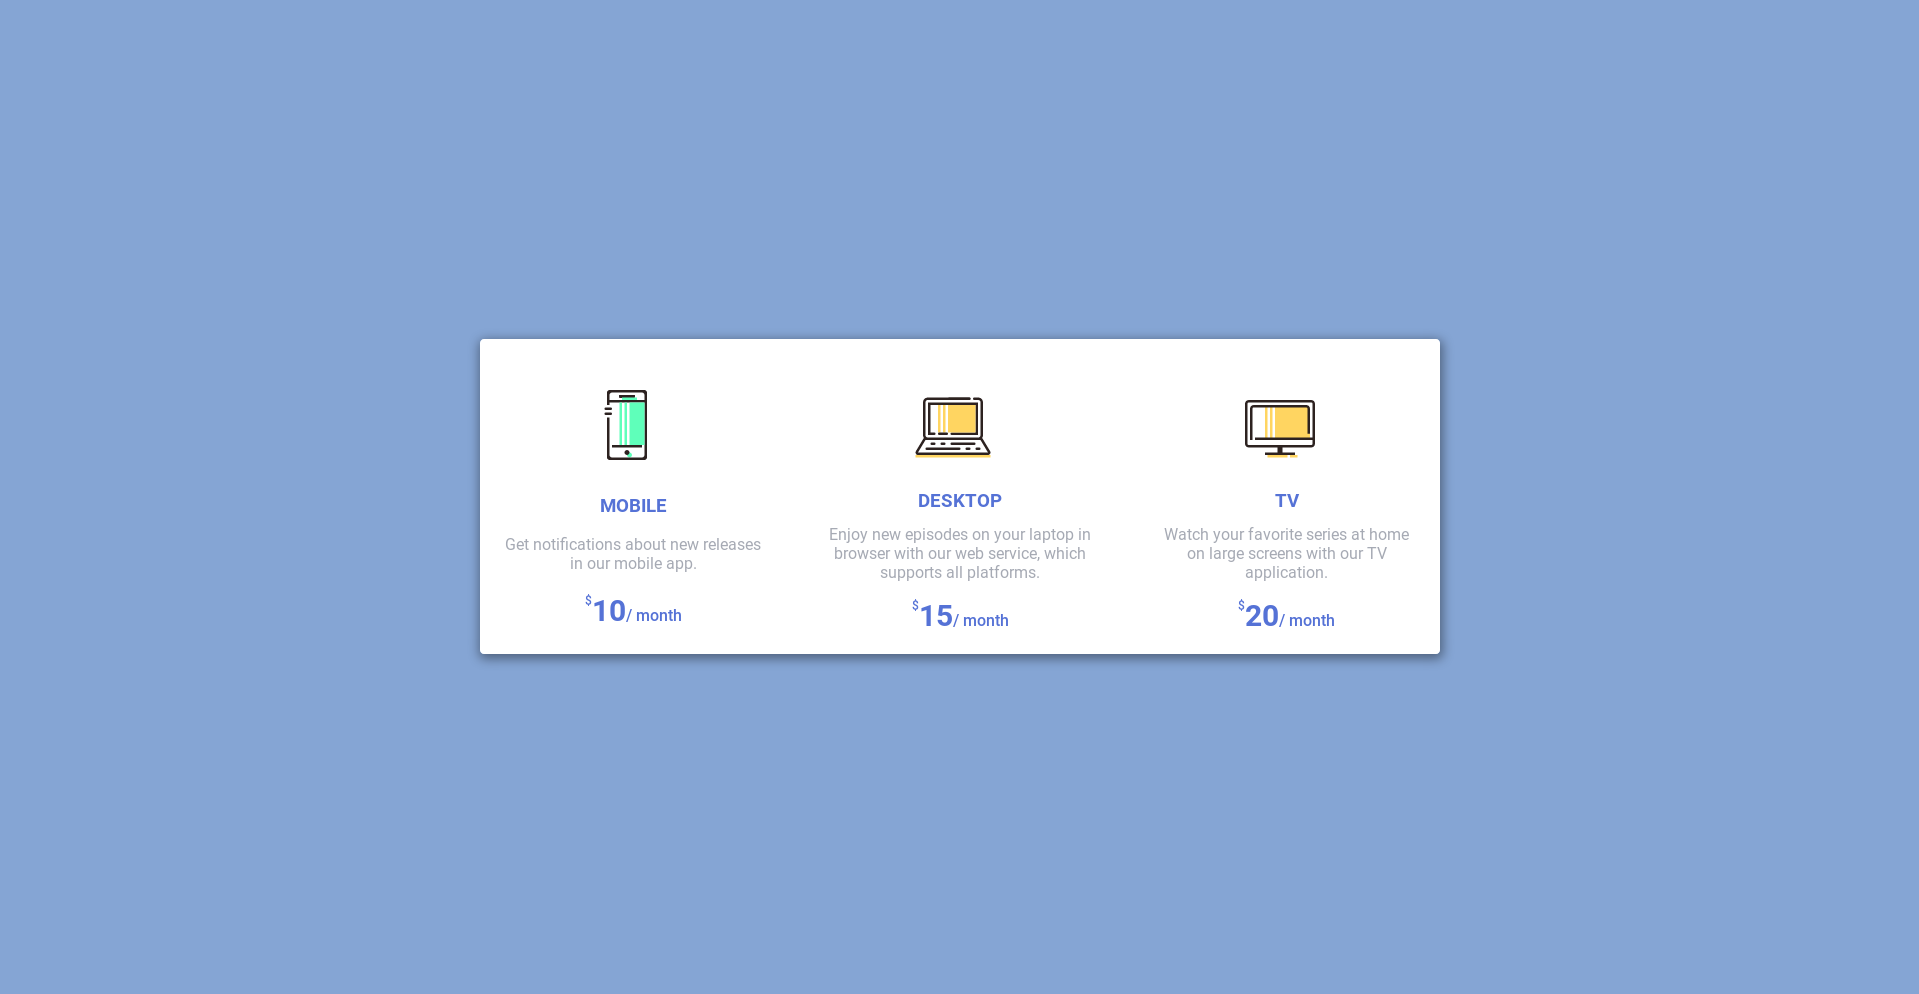 MOBILE
Get notifications about new releases
in our mobile app.
$10/ month
DESKTOP
Enjoy new episodes on your laptop in
browser with our web service, which
supports all platforms.
$15/ month
TV
Watch your favorite series at home
on large screens with our TV
application.
$20/ month